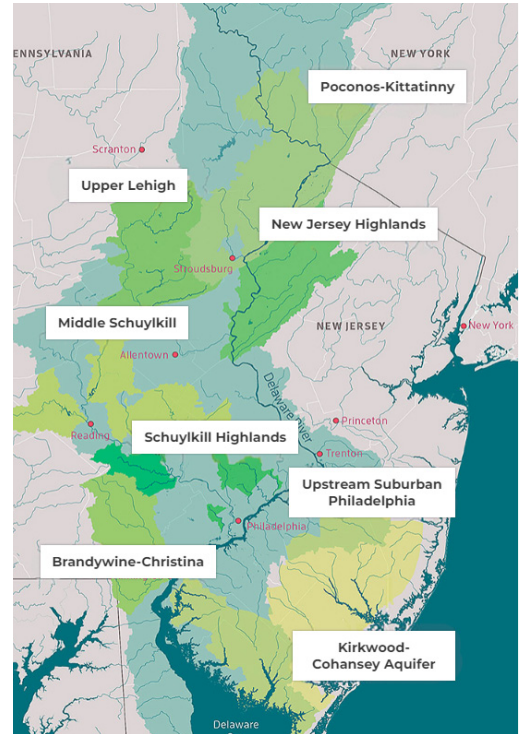 ENNSYLVANIA
NEW YORK
Poconos-Kittatinny
Scranton
Upper Lehigh
New Jersey Highlands
Stroudsburg
Middle Schuylkill
NEW JERSEY
New York
Allentown
Delaware River
Princeton
Reading
Schuylkill Highlands
Trenton
Upstream Suburban
Philadelphia
Philadelphia
Brandywine-Christina
Kirkwood-
Cohansey Aquifer
Delaware